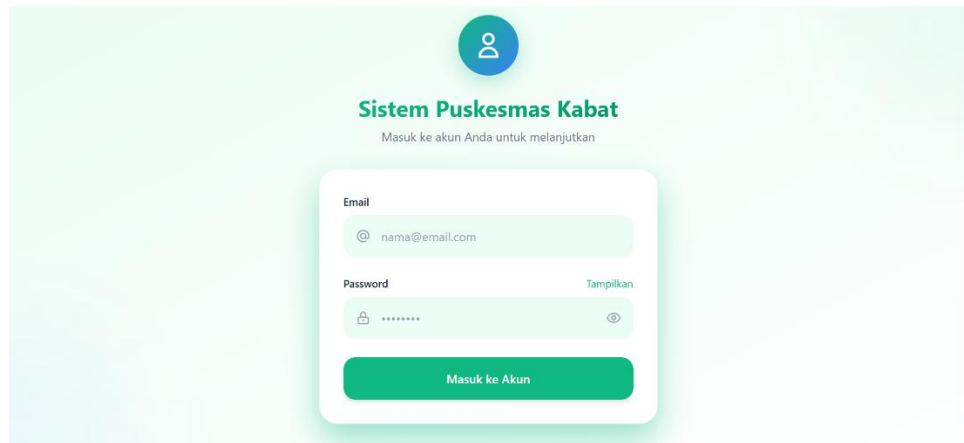 Sistem Puskesmas Kabat
Masuk ke akun Anda untuk melanjutkan
Email
nama@email.com
Password
Tampilkan
••••••••
Masuk ke Akun